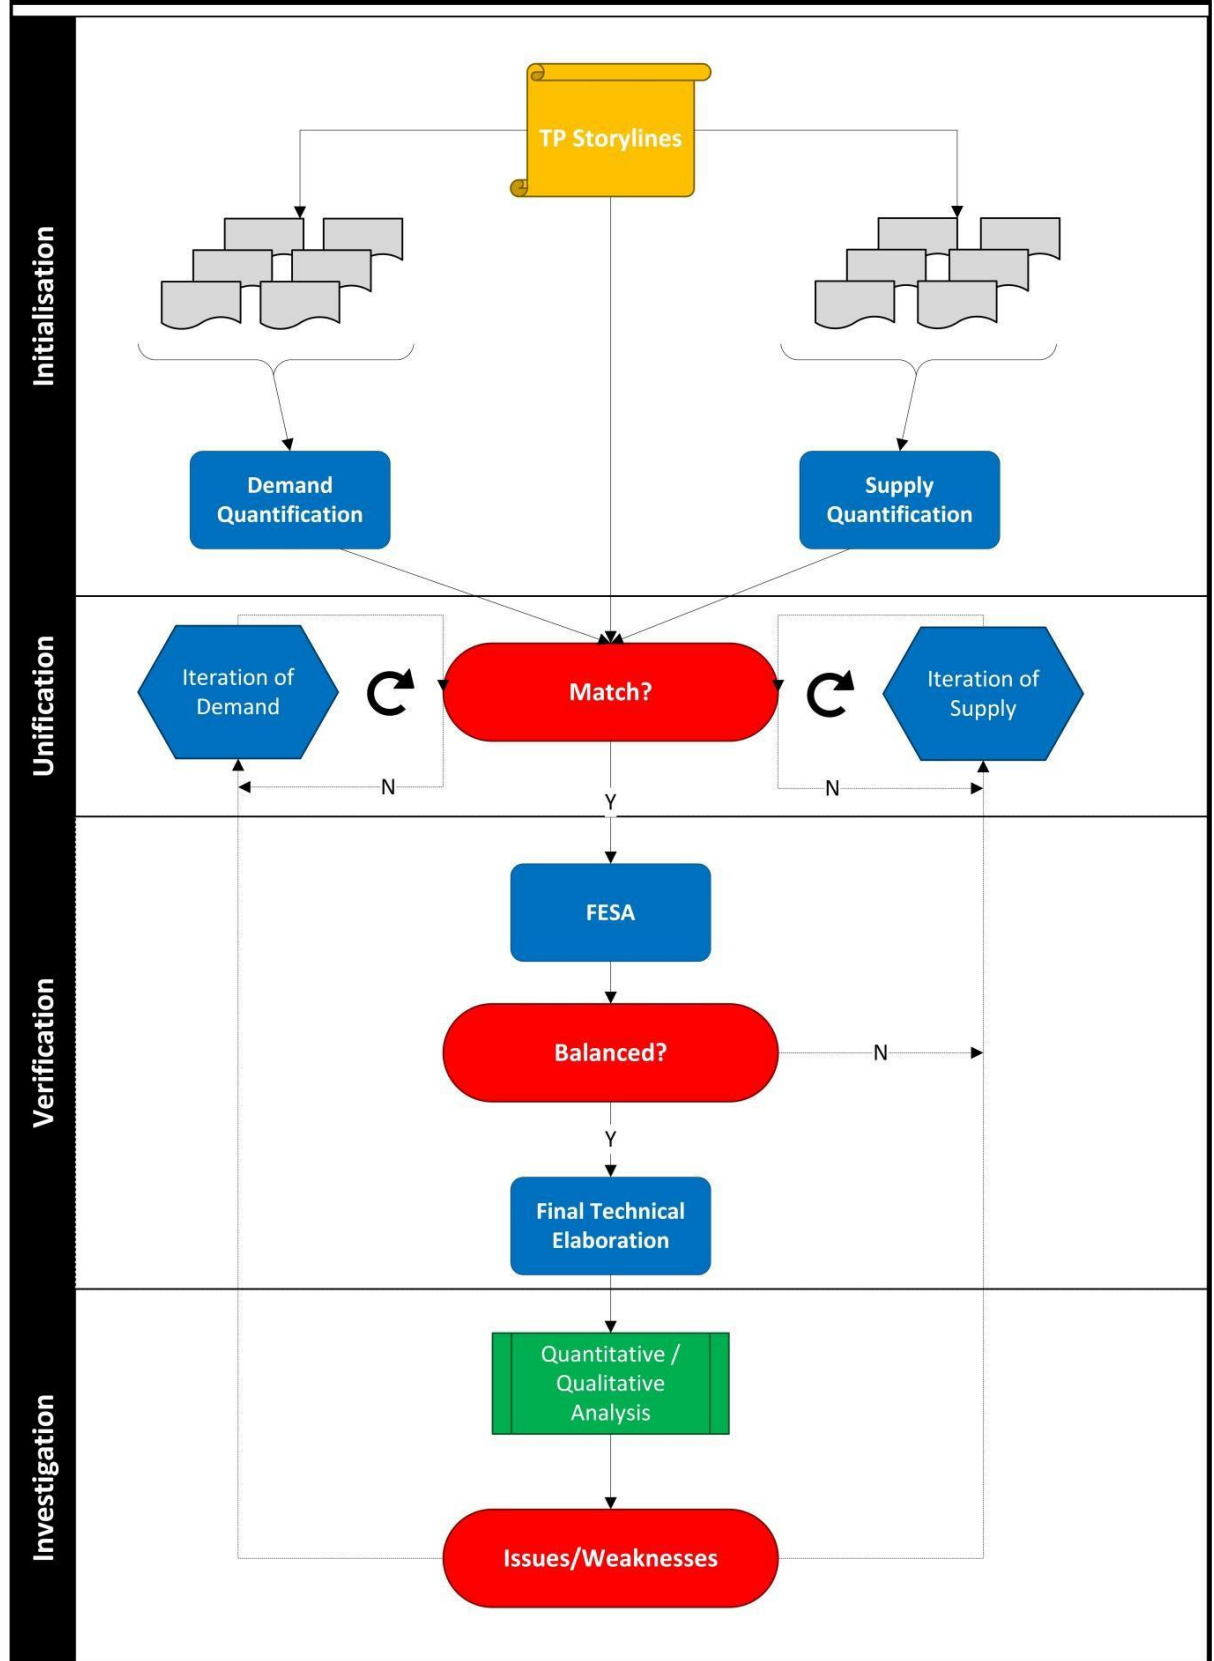 Initialisation
TP Storylines
Demand
Quantification
Supply
Quantification
Unification
Iteration of
Demand
Match?
Iteration of
Supply
N
N
Y
Verification
FESA
Balanced?
N
Y
Final Technical
Elaboration
Investigation
Quantitative /
Qualitative
Analysis
Issues/Weaknesses